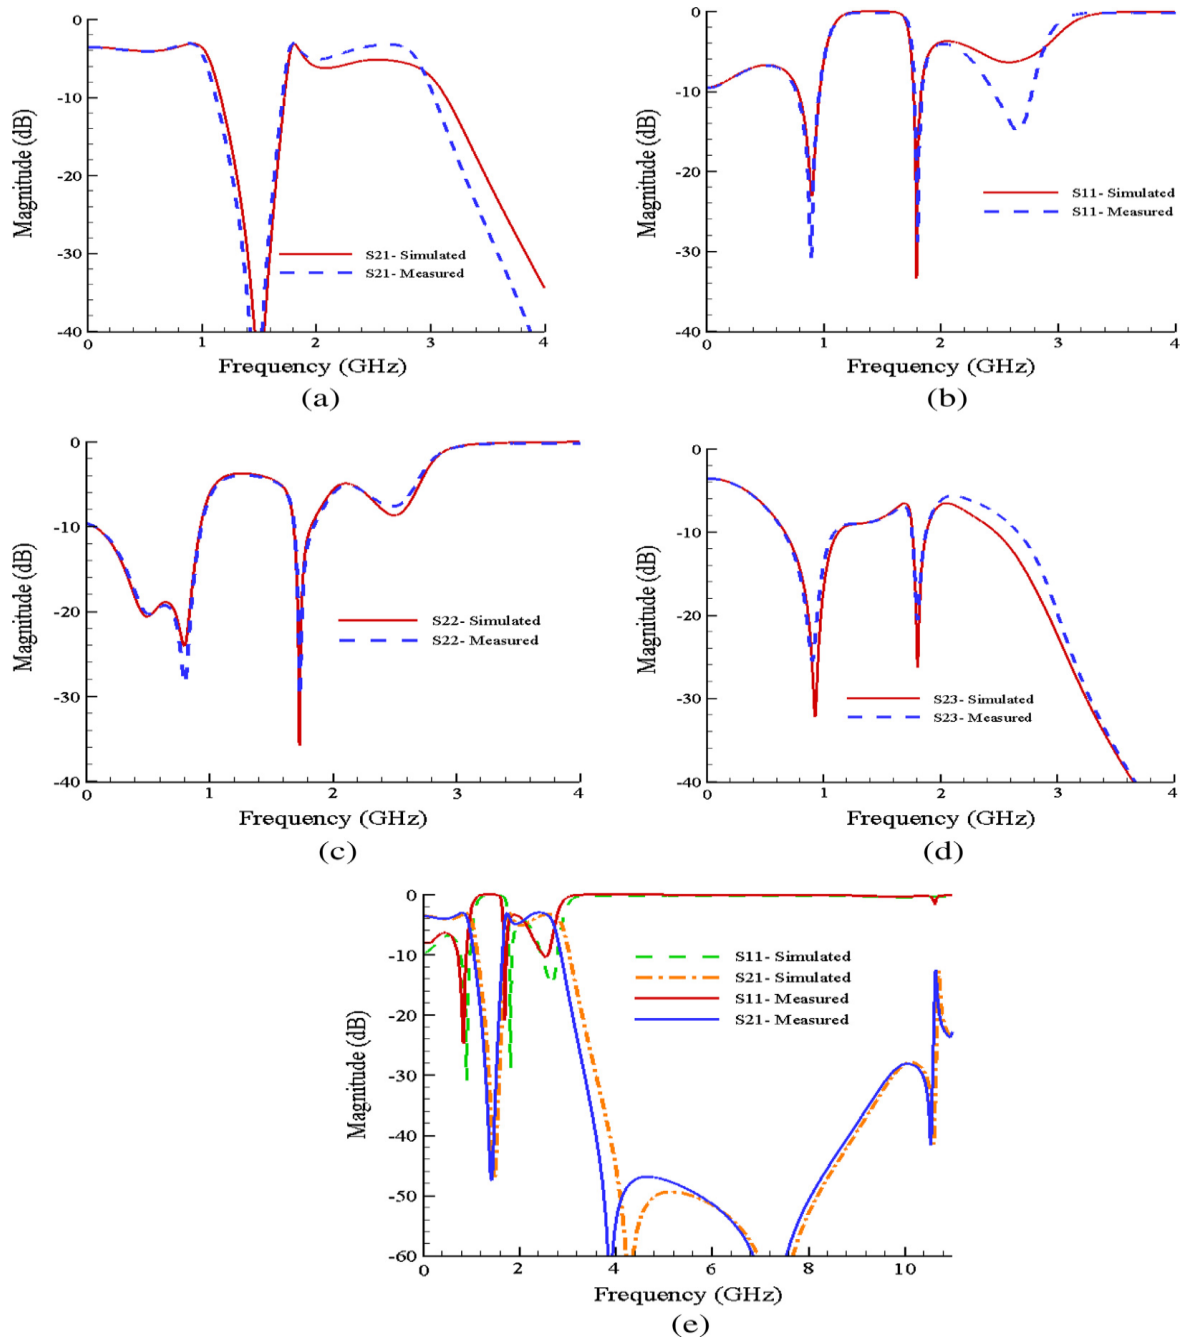 0
-10
-20
-30
-40
Magnitude (dB)
S21- Simulated
S21- Measured
0 1 2 3 4
Frequency (GHz)
(a)
0
-10
-20
-30
-40
Magnitude (dB)
S11- Simulated
S11- Measured
0 1 2 3 4
Frequency (GHz)
(b)
0
-10
-20
-30
-40
Magnitude (dB)
S22- Simulated
S22- Measured
0 1 2 3 4
Frequency (GHz)
(c)
0
-10
-20
-30
-40
Magnitude (dB)
S23- Simulated
S23- Measured
0 1 2 3 4
Frequency (GHz)
(d)
0
-10
-20
-30
-40
-50
-60
Magnitude (dB)
S11- Simulated
S21- Simulated
S11- Measured
S21- Measured
0 2 4 6 8 10
Frequency (GHz)
(e)